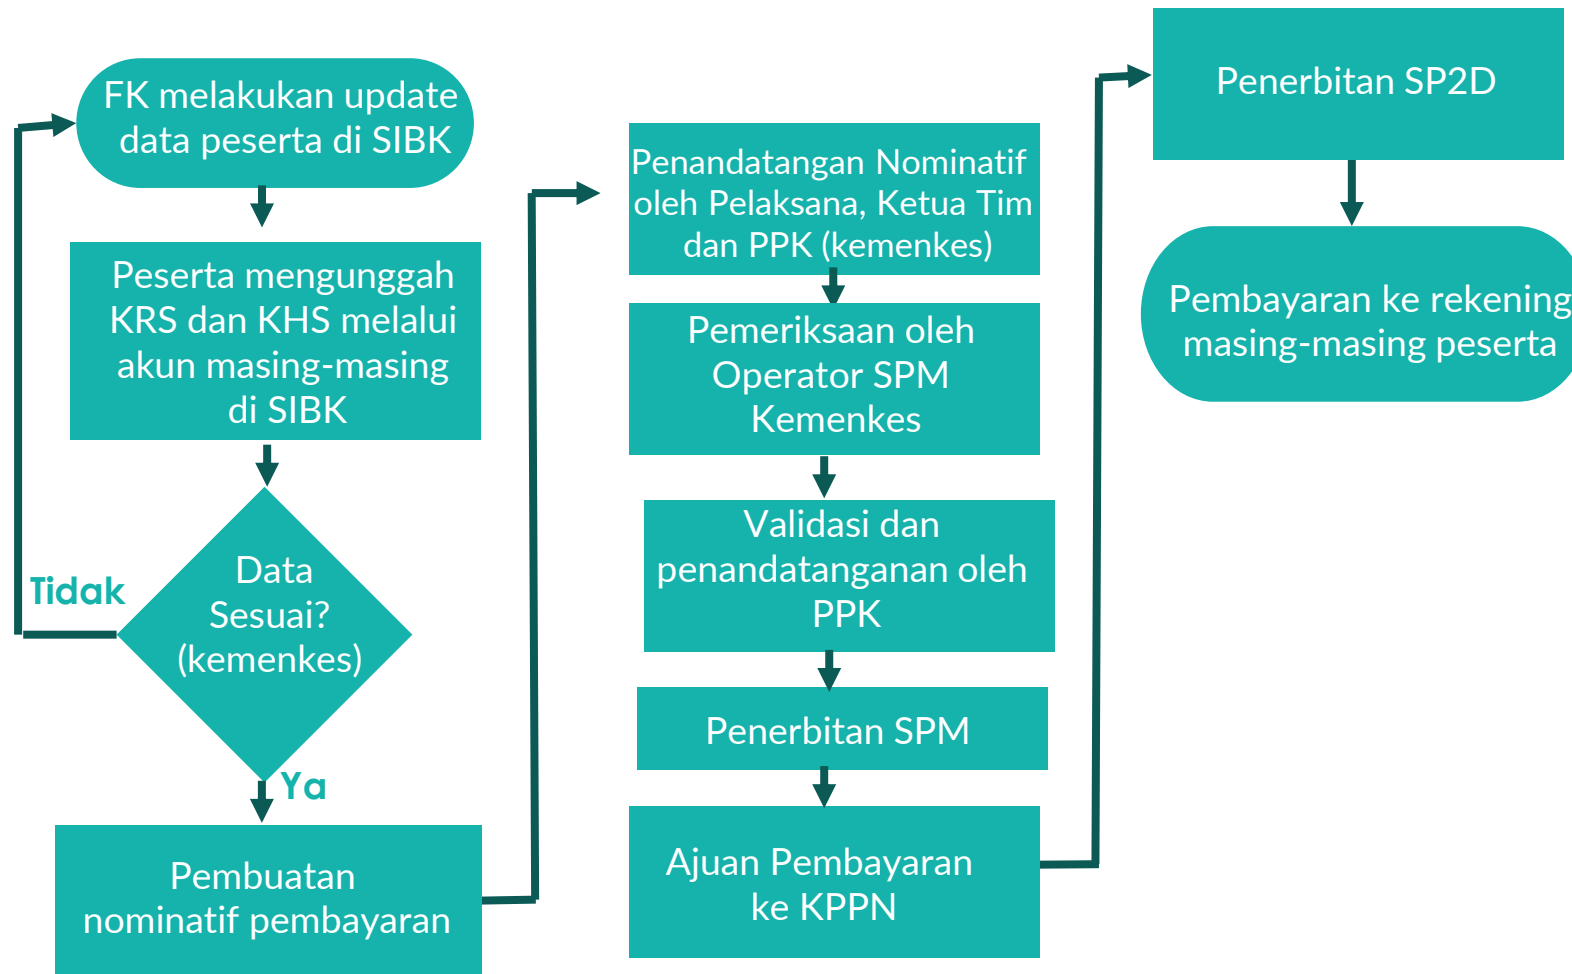 FK melakukan update
data peserta di SIBK
Peserta mengunggah
KRS dan KHS melalui
akun masing-masing
di SIBK
Data
Sesuai?
(kemenkes)
Tidak
Ya
Pembuatan
nominatif pembayaran
Penandatangan Nominatif
oleh Pelaksana, Ketua Tim
dan PPK (kemenkes)
Pemeriksaan oleh
Operator SPM
Kemenkes
Validasi dan
penandatanganan oleh
PPK
Penerbitan SPM
Ajuan Pembayaran
ke KPPN
Penerbitan SP2D
Pembayaran ke rekening
masing-masing peserta